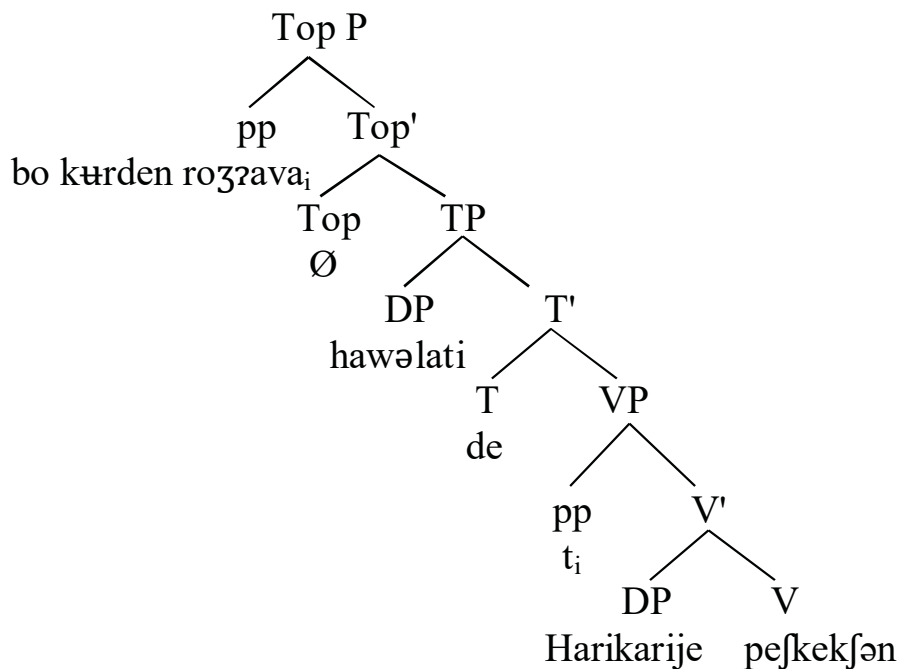 Top P
pp Top'
bo kʉrden roʒʔavaᵢ
Top TP
Ø
DP T'
hawəlati
T VP
de
pp V'
tᵢ
DP V
Harikarije peʃkekʃən